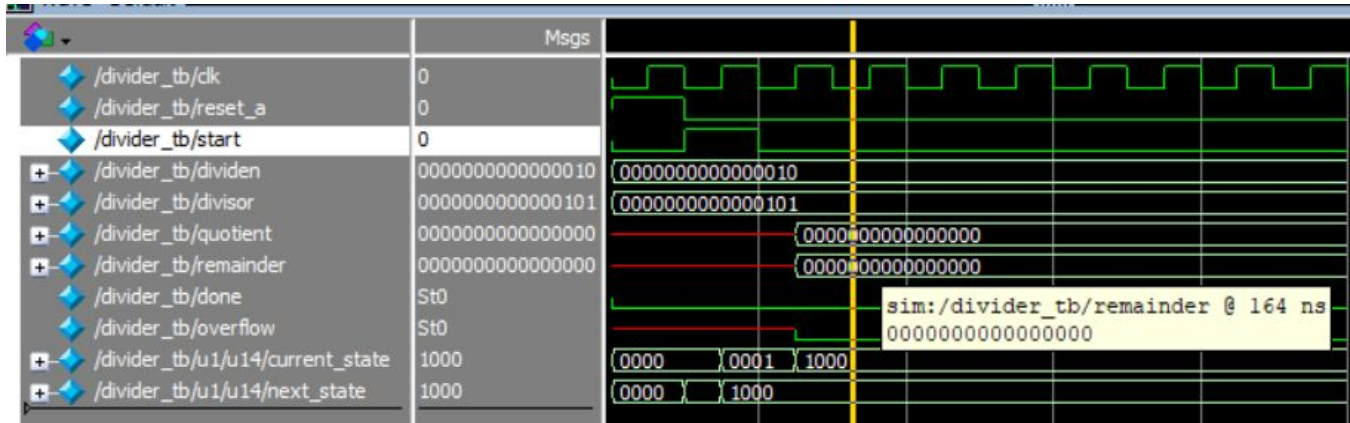 Msgs
/divider_tb/clk 0
/divider_tb/reset_a 0
/divider_tb/start 0
/divider_tb/dividen 0000000000000010 0000000000000010
/divider_tb/divisor 0000000000000101 0000000000000101
/divider_tb/quotient 0000000000000000 0000000000000000
/divider_tb/remainder 0000000000000000 0000000000000000
/divider_tb/done St0
/divider_tb/overflow St0
sim:/divider_tb/remainder @ 164 ns
0000000000000000
/divider_tb/u1/u14/current_state 1000 0000 0001 1000
/divider_tb/u1/u14/next_state 1000 0000 1000